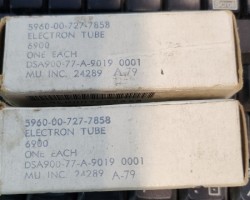 5960-00-727-7858
ELECTRON TUBE
6900
ONE EACH
DSA900-77-A-9019 0001
MU. INC. 24289 A-79
5960-00-727-7858
ELECTRON TUBE
6900
ONE EACH
DSA900-77-A-9019 0001
MU. INC. 24289 A-79